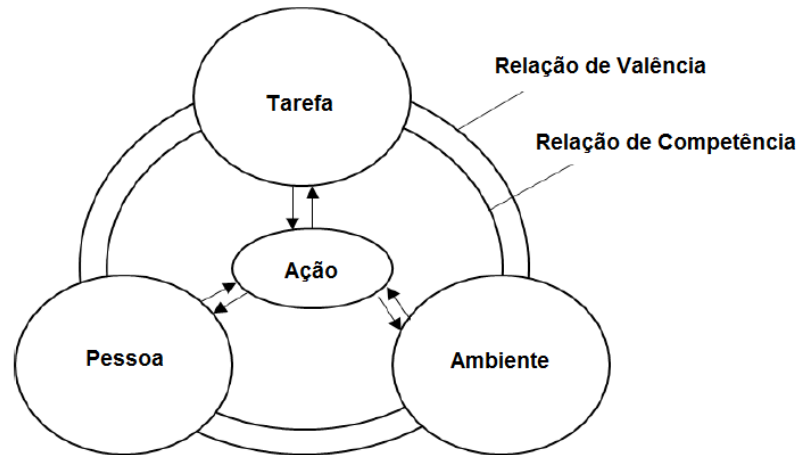 Relação de Valência
Tarefa
Relação de Competência
Ação
Pessoa
Ambiente